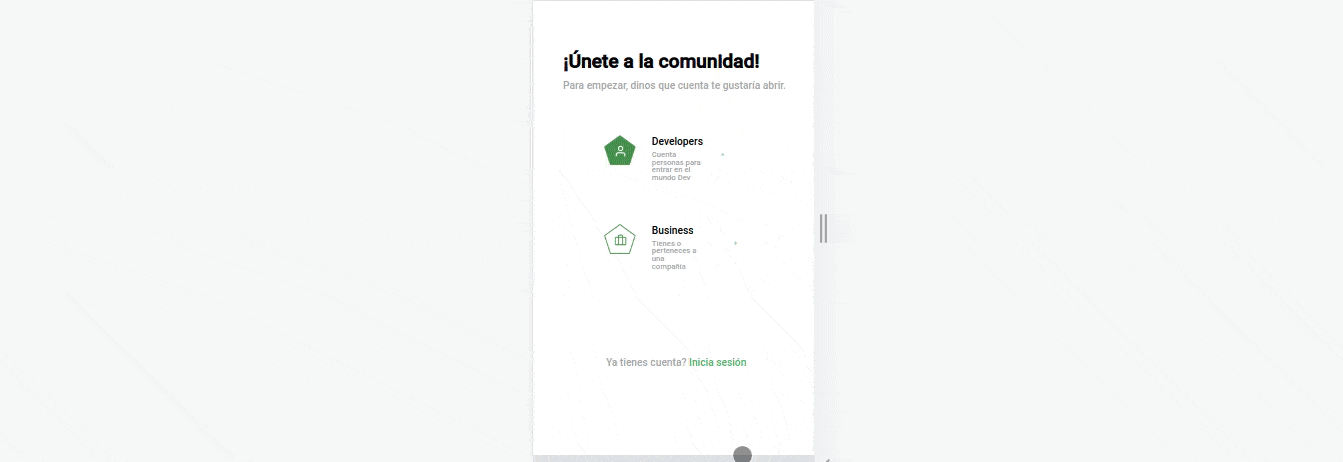 ¡Únete a la comunidad!
Para empezar, dinos que cuenta te gustaría abrir.
Developers
Cuenta
personas para
entrar en el
mundo Dev
Business
Tienes o
perteneces a
una
compañía
Ya tienes cuenta? Inicia sesión